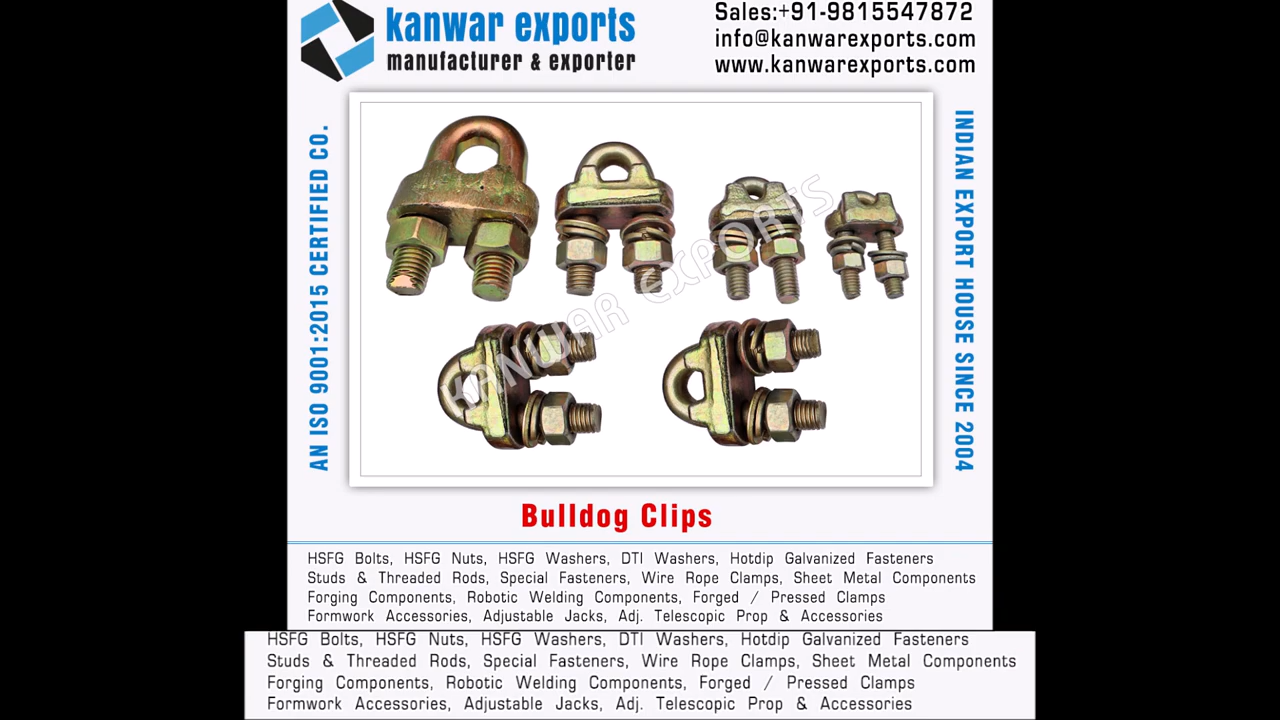 kanwar exports
manufacturer & exporter
Sales:+91-9815547872
info@kanwarexports.com
www.kanwarexports.com
AN ISO 9001:2015 CERTIFIED CO.
KANWAR EXPORTS
INDIAN EXPORT HOUSE SINCE 2004
Bulldog Clips
HSFG Bolts, HSFG Nuts, HSFG Washers, DTI Washers, Hotdip Galvanized Fasteners
Studs & Threaded Rods, Special Fasteners, Wire Rope Clamps, Sheet Metal Components
Forging Components, Robotic Welding Components, Forged / Pressed Clamps
Formwork Accessories, Adjustable Jacks, Adj. Telescopic Prop & Accessories
HSFG Bolts, HSFG Nuts, HSFG Washers, DTI Washers, Hotdip Galvanized Fasteners
Studs & Threaded Rods, Special Fasteners, Wire Rope Clamps, Sheet Metal Components
Forging Components, Robotic Welding Components, Forged / Pressed Clamps
Formwork Accessories, Adjustable Jacks, Adj. Telescopic Prop & Accessories